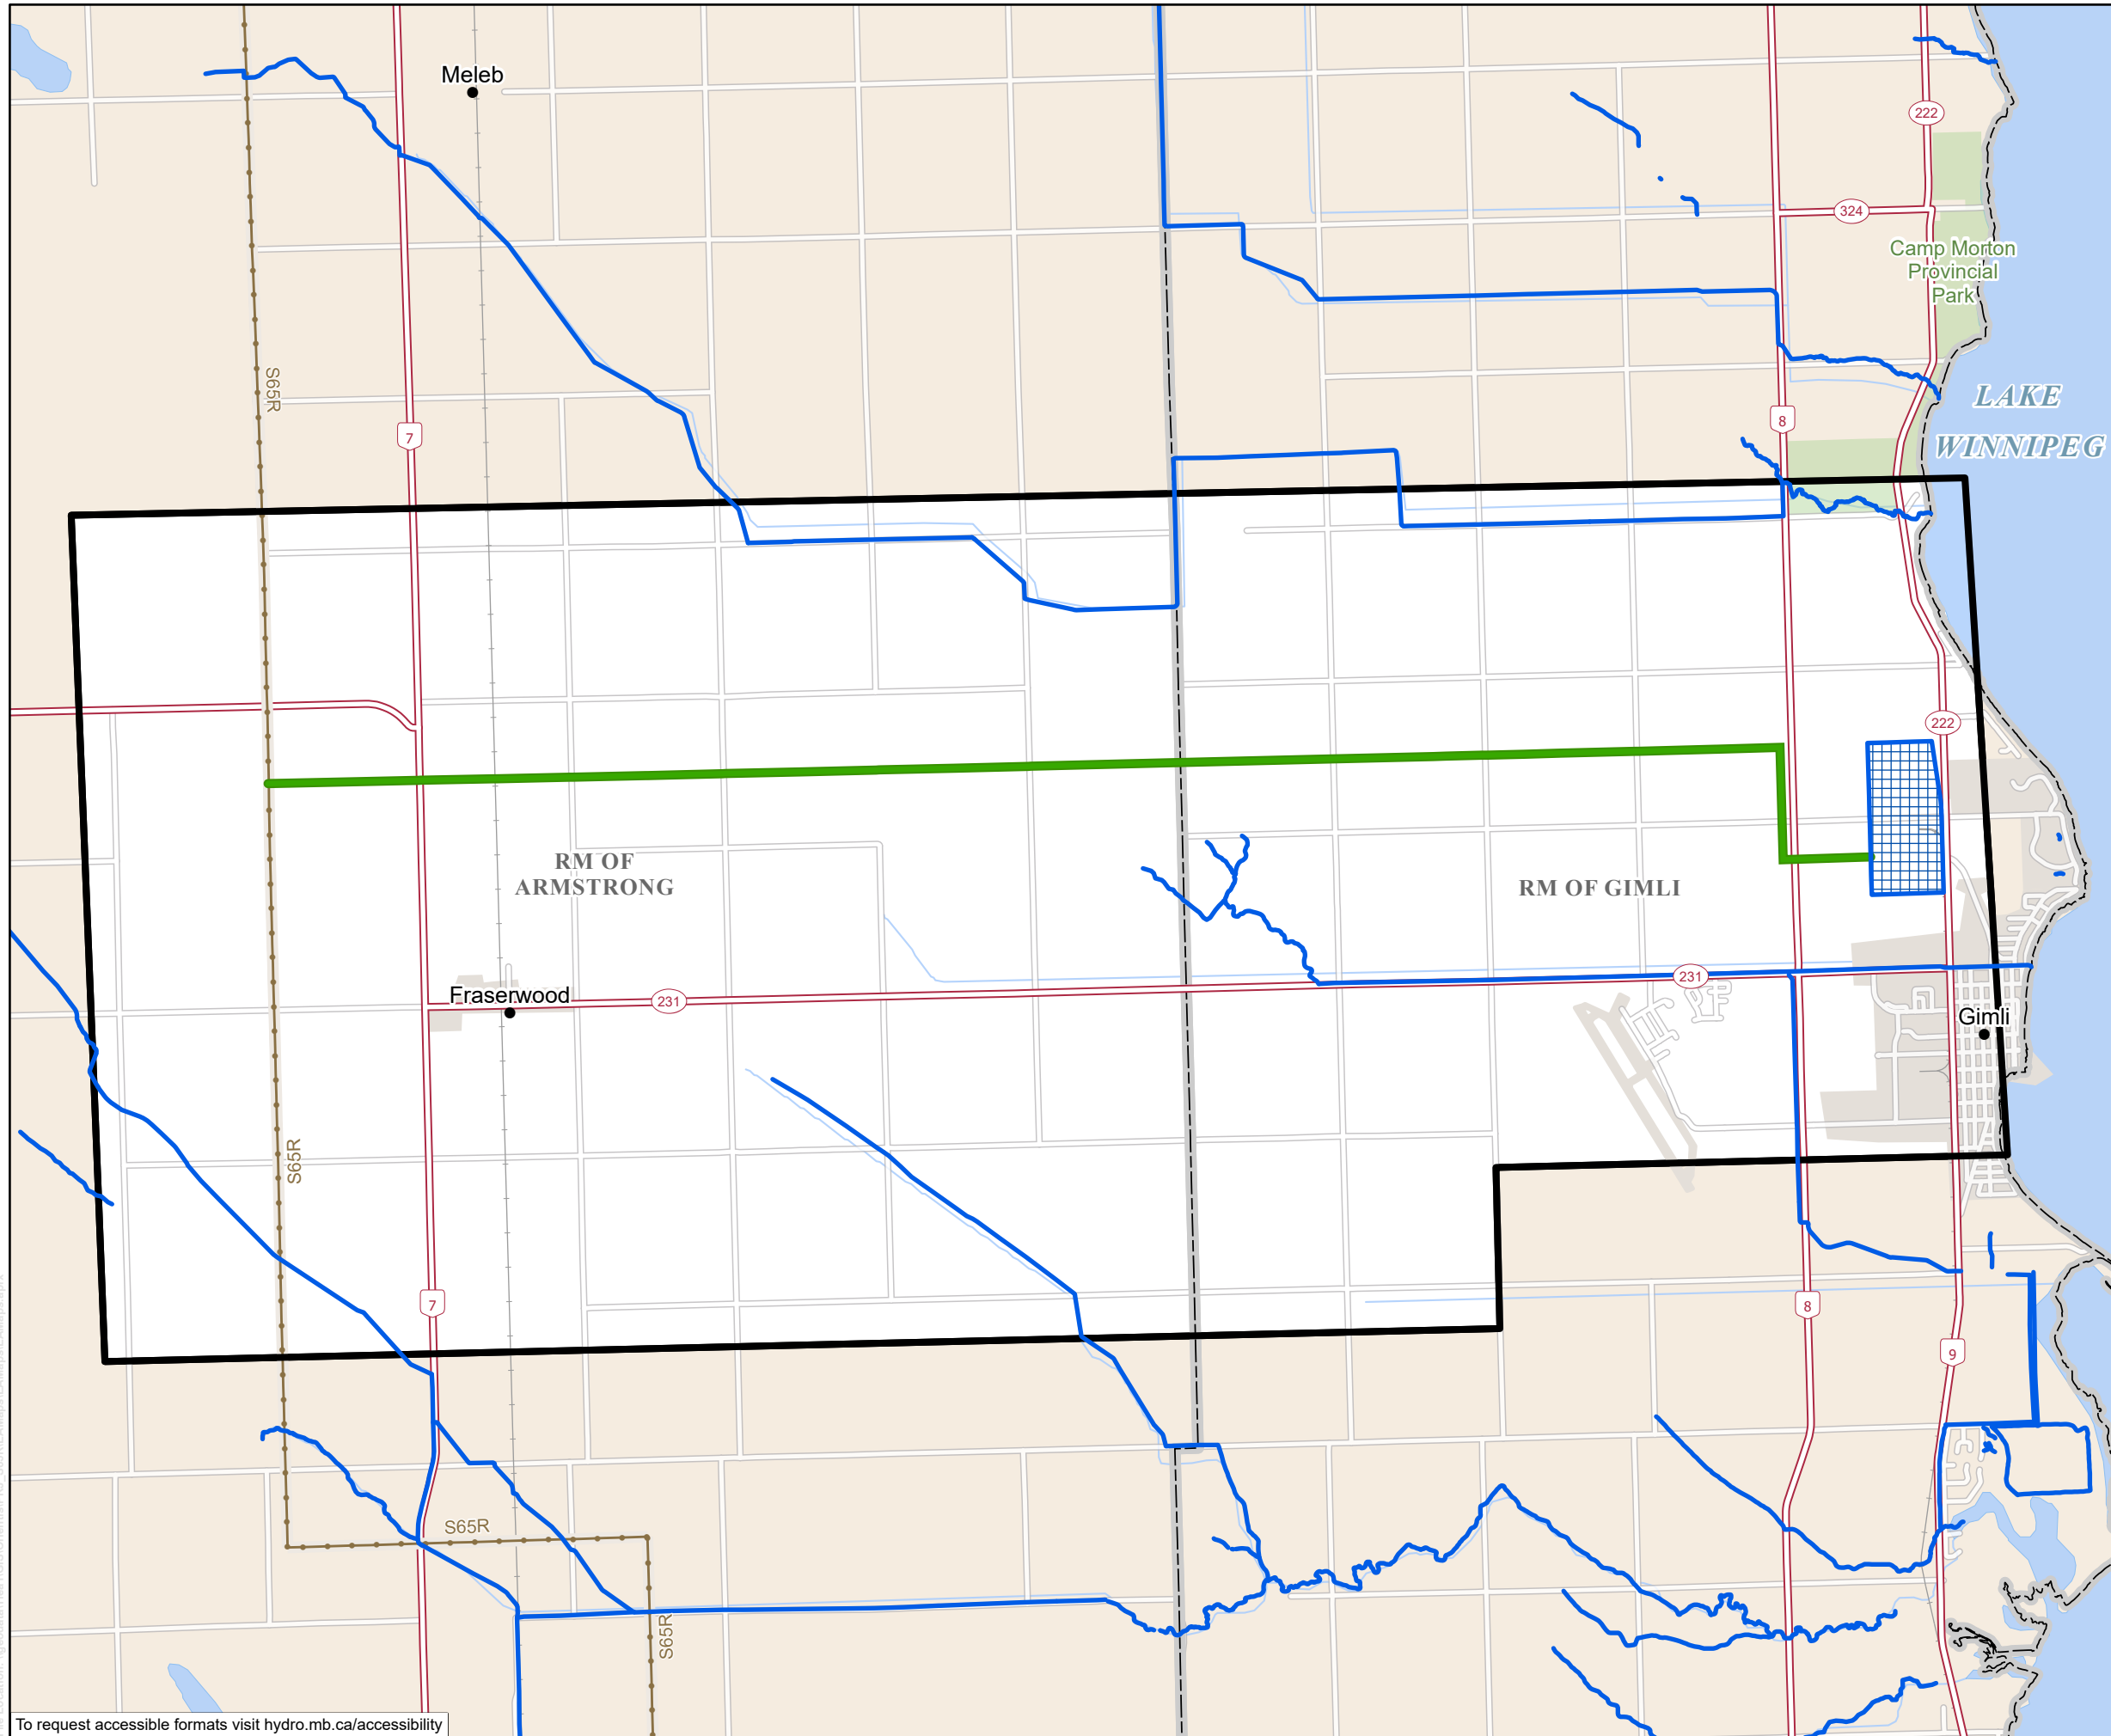 Meleb
222
324
Camp Morton
Provincial
Park
S65R
LAKE
WINNIPEG
7
8
222
RM OF
ARMSTRONG
RM OF GIMLI
231
Fraserwood
231
Gimli
S65R
7
8
9
S65R
S65R
To request accessible formats visit hydro.mb.ca/accessibility